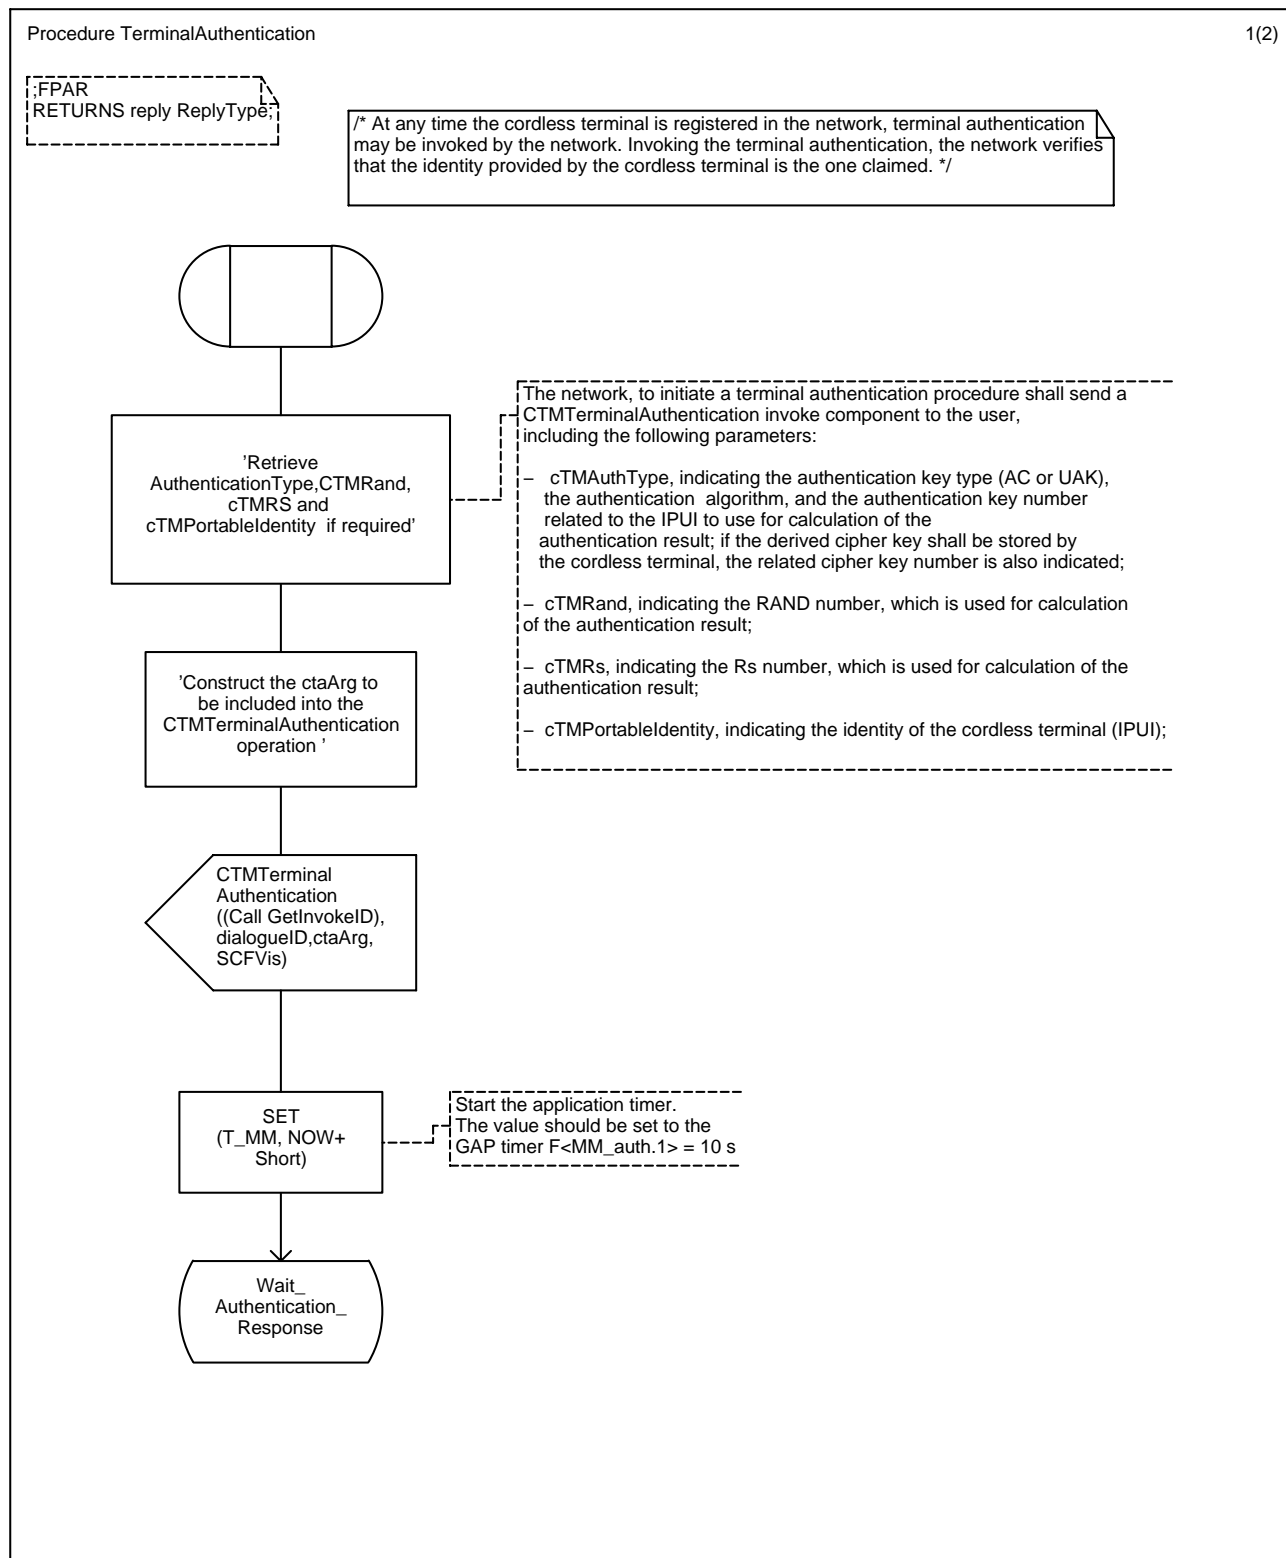 Procedure TerminalAuthentication
1(2)
;FPAR
RETURNS reply ReplyType;
/* At any time the cordless terminal is registered in the network, terminal authentication
may be invoked by the network. Invoking the terminal authentication, the network verifies
that the identity provided by the cordless terminal is the one claimed. */
'Retrieve
AuthenticationType,CTMRand,
cTMRS and
cTMPortableIdentity if required'
The network, to initiate a terminal authentication procedure shall send a
CTMTerminalAuthentication invoke component to the user,
including the following parameters:
– cTMAuthType, indicating the authentication key type (AC or UAK),
the authentication algorithm, and the authentication key number
related to the IPUI to use for calculation of the
authentication result; if the derived cipher key shall be stored by
the cordless terminal, the related cipher key number is also indicated;
– cTMRand, indicating the RAND number, which is used for calculation
of the authentication result;
– cTMRs, indicating the Rs number, which is used for calculation of the
authentication result;
– cTMPortableIdentity, indicating the identity of the cordless terminal (IPUI);
'Construct the ctaArg to
be included into the
CTMTerminalAuthentication
operation '
CTMTerminal
Authentication
((Call GetInvokeID),
dialogueID,ctaArg,
SCFVis)
SET
(T_MM, NOW+
Short)
Start the application timer.
The value should be set to the
GAP timer F<MM_auth.1> = 10 s
Wait_
Authentication_
Response